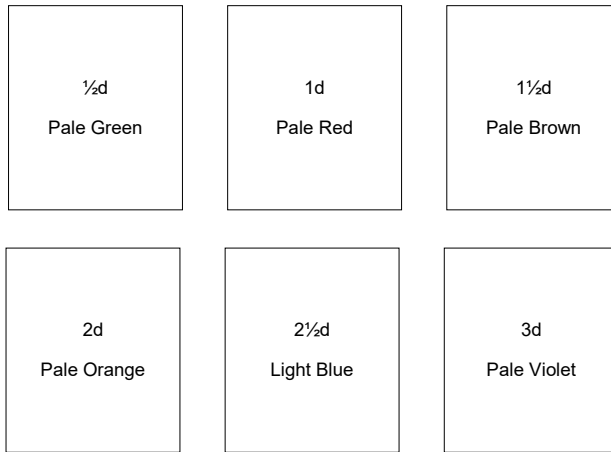 ½d
Pale Green
1d
Pale Red
1½d
Pale Brown
2d
Pale Orange
2½d
Light Blue
3d
Pale Violet